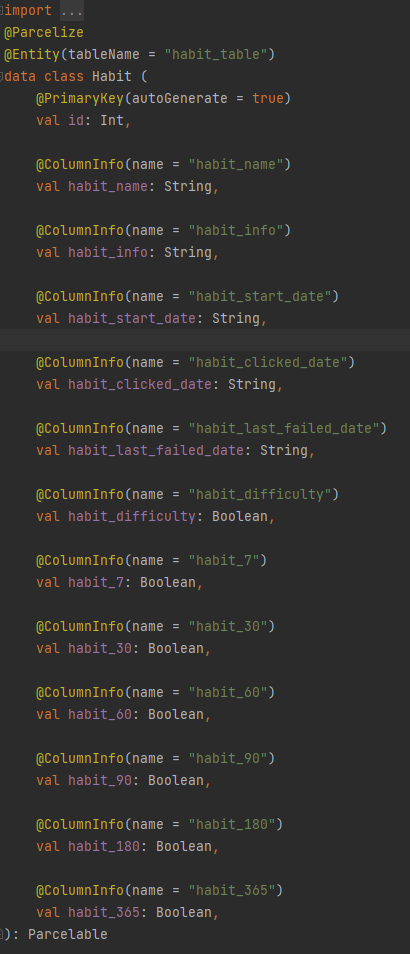 import ...
@Parcelize
@Entity(tableName = "habit_table")
data class Habit (
@PrimaryKey(autoGenerate = true)
val id: Int,
@ColumnInfo(name = "habit_name")
val habit_name: String,
@ColumnInfo(name = "habit_info")
val habit_info: String,
@ColumnInfo(name = "habit_start_date")
val habit_start_date: String,
@ColumnInfo(name = "habit_clicked_date")
val habit_clicked_date: String,
@ColumnInfo(name = "habit_last_failed_date")
val habit_last_failed_date: String,
@ColumnInfo(name = "habit_difficulty")
val habit_difficulty: Boolean,
@ColumnInfo(name = "habit_7")
val habit_7: Boolean,
@ColumnInfo(name = "habit_30")
val habit_30: Boolean,
@ColumnInfo(name = "habit_60")
val habit_60: Boolean,
@ColumnInfo(name = "habit_90")
val habit_90: Boolean,
@ColumnInfo(name = "habit_180")
val habit_180: Boolean,
@ColumnInfo(name = "habit_365")
val habit_365: Boolean,
): Parcelable